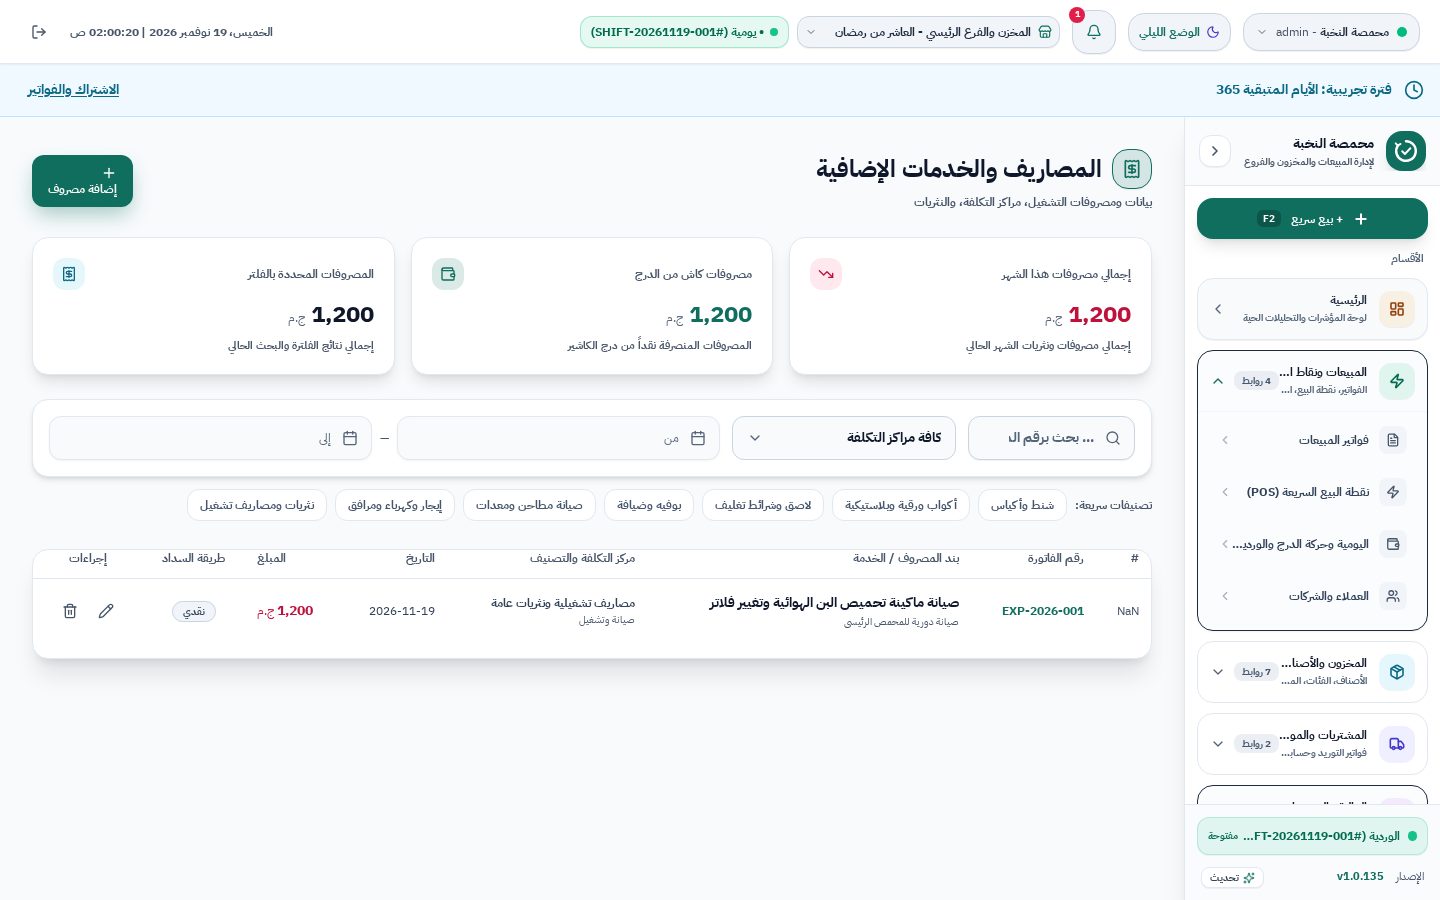 محمصة النخبة - admin
الوضع الليلي
1
المخزن والفرع الرئيسي - العاشر من رمضان
• يومية (#SHIFT-20261119-001)
الخميس، 19 نوفمبر 2026 | 02:00:20 ص
فترة تجريبية: الأيام المتبقية 365
الاشتراك والفواتير
محمصة النخبة
لإدارة المبيعات والمخزون والفروع
+ بيع سريع F2
الأقسام
الرئيسية
لوحة المؤشرات والتحليلات الحية
المبيعات ونقاط ا...
4 روابط
الفواتير، نقطة البيع، ا...
فواتير المبيعات
نقطة البيع السريعة (POS)
اليومية وحركة الدرج والورديـ...
العملاء والشركات
المخزون والأصنا...
7 روابط
الأصناف، الفئات، المـ...
المشتريات والمو...
2 روابط
فواتير التوريد وحسابـ...
الوردية (#FT-20261119-001...
مفتوحة
الإصدار v1.0.135
تحديث
المصاريف والخدمات الإضافية
بيانات ومصروفات التشغيل، مراكز التكلفة، والنثريات
إضافة مصروف
إجمالي مصروفات هذا الشهر
1,200 ج.م
إجمالي مصروفات ونثريات الشهر الحالي
مصروفات كاش من الدرج
1,200 ج.م
المصروفات المنصرفة نقداً من درج الكاشير
المصروفات المحددة بالفلتر
1,200 ج.م
إجمالي نتائج الفلترة والبحث الحالي
بحث برقم الـ ...
كافة مراكز التكلفة
من
—
إلى
تصنيفات سريعة:
شنط وأكياس
أكواب ورقية وبلاستيكية
لاصق وشرائط تغليف
بوفيه وضيافة
صيانة مطاحن ومعدات
إيجار وكهرباء ومرافق
نثريات ومصاريف تشغيل
# رقم الفاتورة بند المصروف / الخدمة مركز التكلفة والتصنيف التاريخ المبلغ طريقة السداد إجراءات
NaN EXP-2026-001 صيانة ماكينة تحميص البن الهوائية وتغيير فلاتر مصاريف تشغيلية ونثريات عامة 2026-11-19 1,200 ج.م نقدي
صيانة دورية للمحمص الرئيسي صيانة وتشغيل